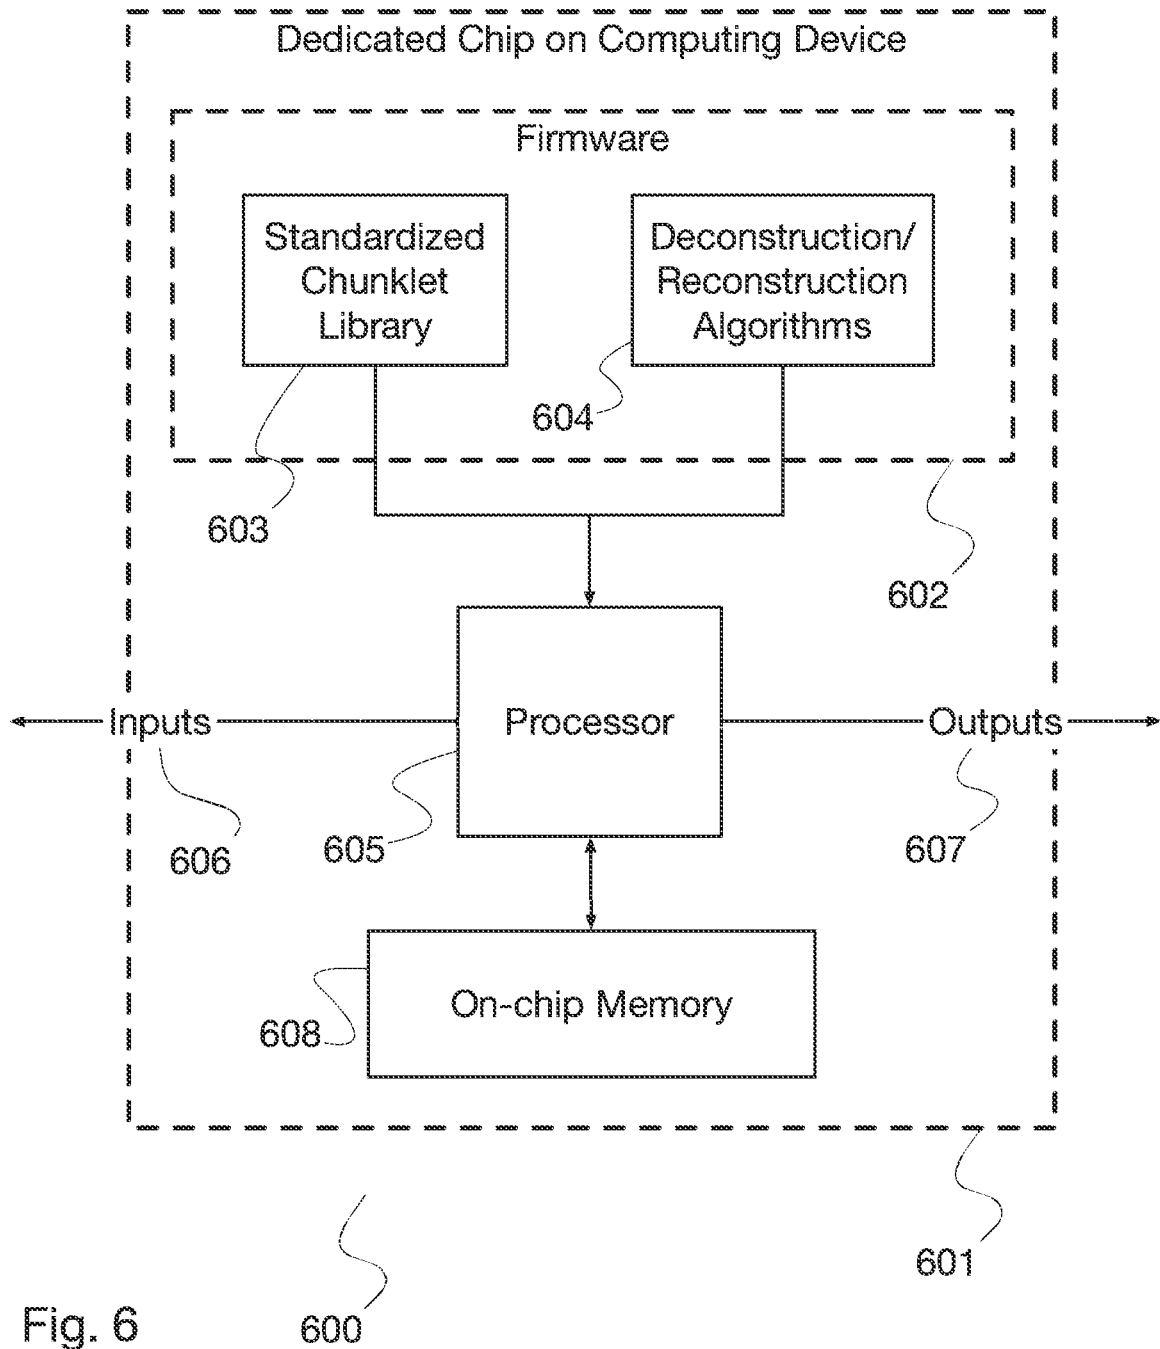 Dedicated Chip on Computing Device
Firmware
Standardized
Chunklet
Library
Deconstruction/
Reconstruction
Algorithms
604
603
602
Inputs
Processor
Outputs
606
605
607
On-chip Memory
608
601
600
Fig. 6